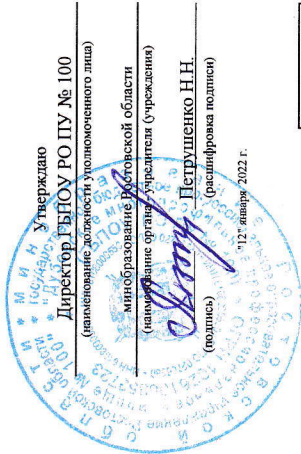 Утверждаю
Директор ГБПОУ РО ПУ № 100
(наименование должности уполномоченного лица)
минобразование Ростовской области
(наименование органа - учредителя (учреждения)
Петрушенко Н.Н.
(подпись) (расшифровка подписи)
"12" января 2022 г.